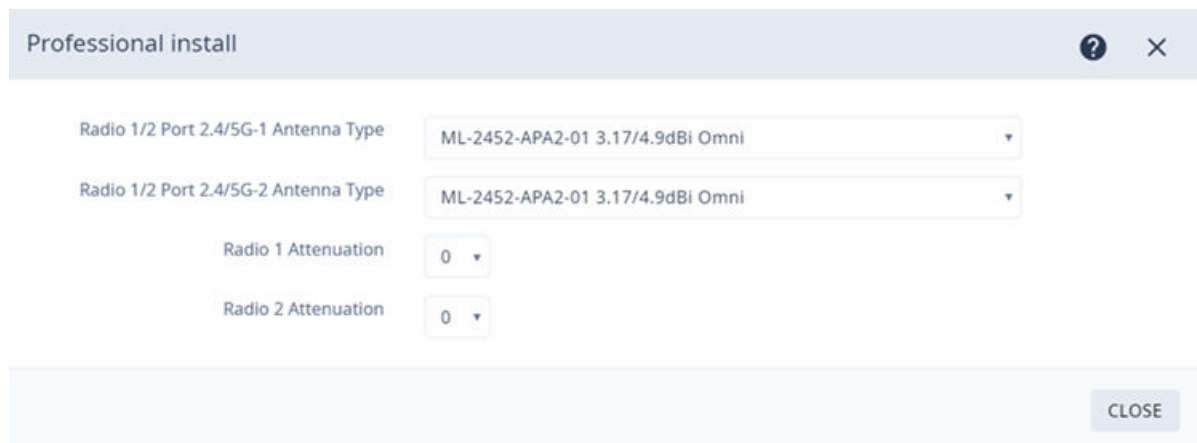 Professional install
Radio 1/2 Port 2.4/5G-1 Antenna Type ML-2452-APA2-01 3.17/4.9dBi Omni
Radio 1/2 Port 2.4/5G-2 Antenna Type ML-2452-APA2-01 3.17/4.9dBi Omni
Radio 1 Attenuation 0
Radio 2 Attenuation 0
CLOSE